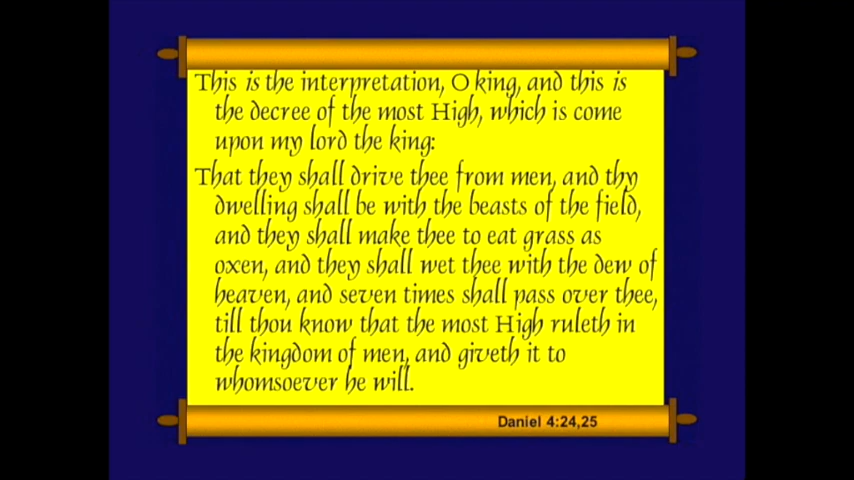 This is the interpretation, O king, and this is
the decree of the most High, which is come
upon my lord the king:
That they shall drive thee from men, and thy
dwelling shall be with the beasts of the field,
and they shall make thee to eat grass as
oxen, and they shall wet thee with the dew of
heaven, and seven times shall pass over thee,
till thou know that the most High ruleth in
the kingdom of men, and giveth it to
whomsoever he will.
Daniel 4:24,25